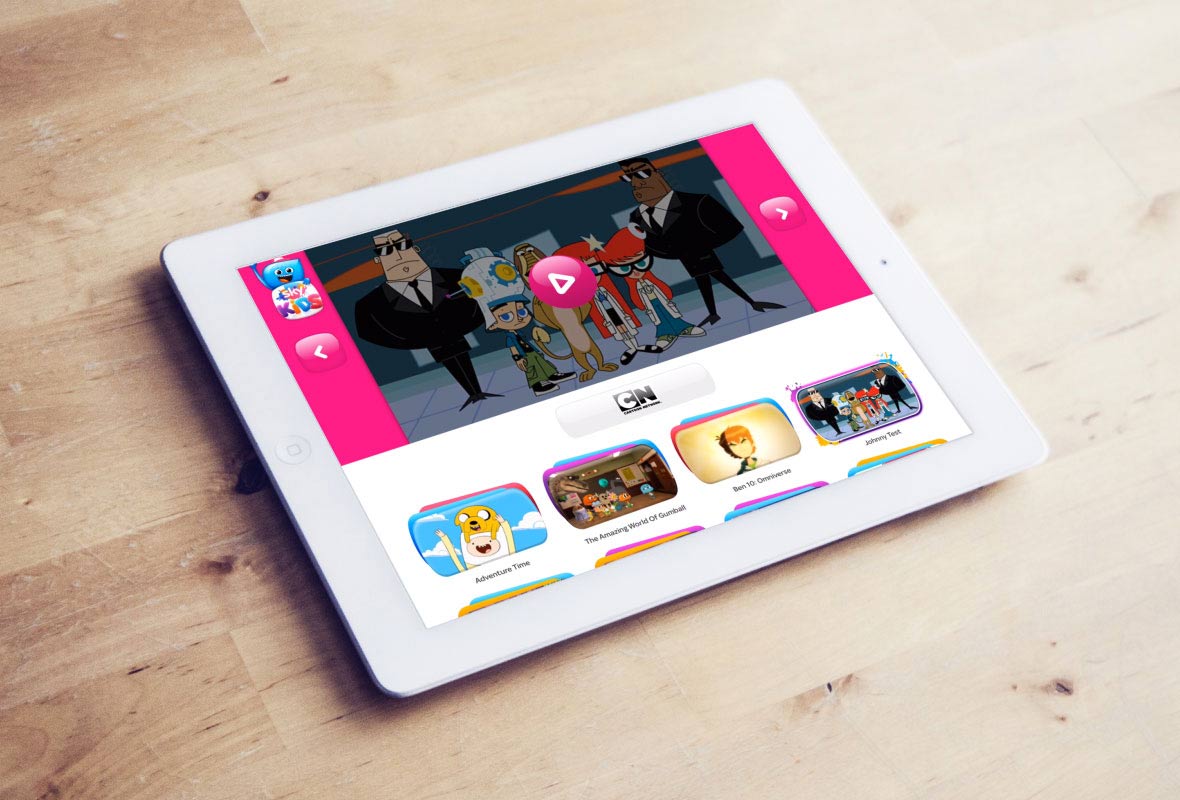 sky
KiDS
CN
CARTOON NETWORK
Johnny Test
Ben 10: Omniverse
The Amazing World Of Gumball
Adventure Time